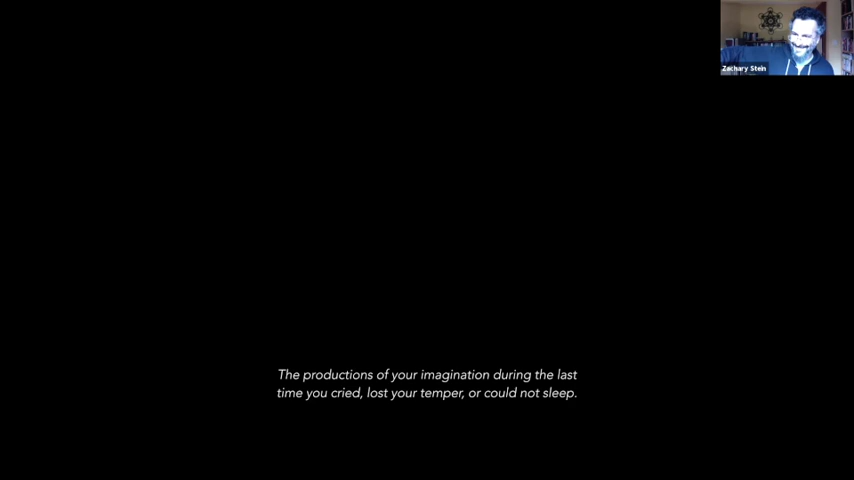 Zachary Stein
The productions of your imagination during the last
time you cried, lost your temper, or could not sleep.